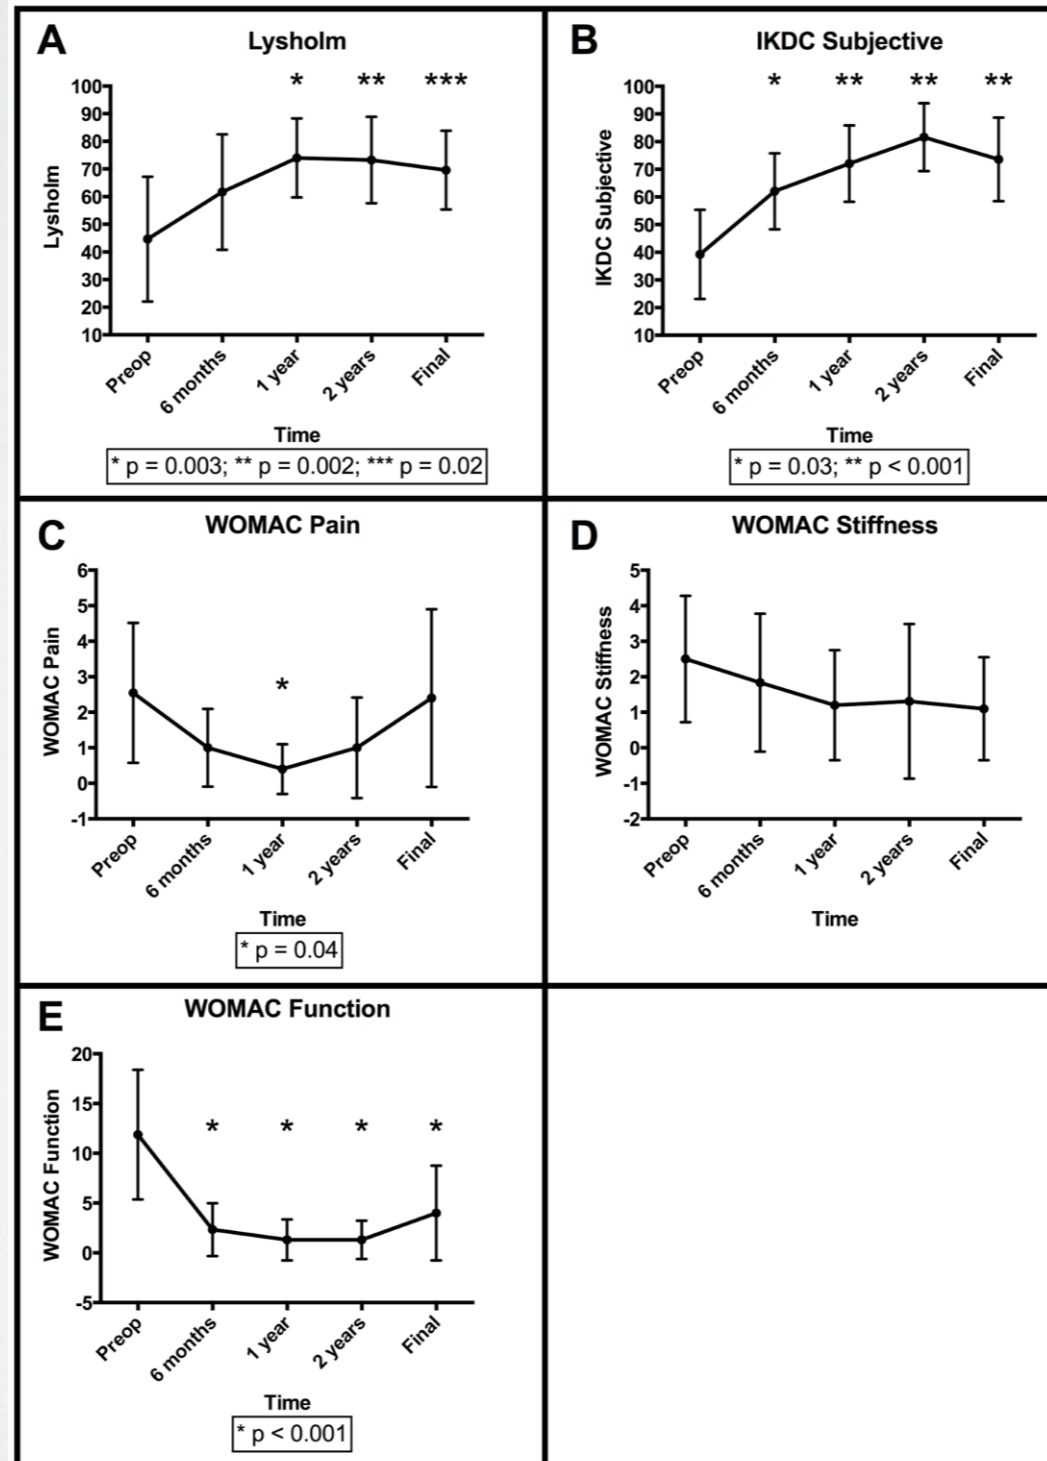 A
Lysholm
* ** ***
Lysholm
100
90
80
70
60
50
40
30
20
10
Preop
6 months
1 year
2 years
Final
Time
* p = 0.003; ** p = 0.002; *** p = 0.02
B
IKDC Subjective
* ** ** **
IKDC Subjective
100
90
80
70
60
50
40
30
20
10
Preop
6 months
1 year
2 years
Final
Time
* p = 0.03; ** p < 0.001
C
WOMAC Pain
WOMAC Pain
6
5
4
3
2
1
0
-1
*
Preop
6 months
1 year
2 years
Final
Time
* p = 0.04
D
WOMAC Stiffness
WOMAC Stiffness
5
4
3
2
1
0
-1
-2
Preop
6 months
1 year
2 years
Final
Time
E
WOMAC Function
WOMAC Function
20
15
10
5
0
-5
* * * *
Preop
6 months
1 year
2 years
Final
Time
* p < 0.001